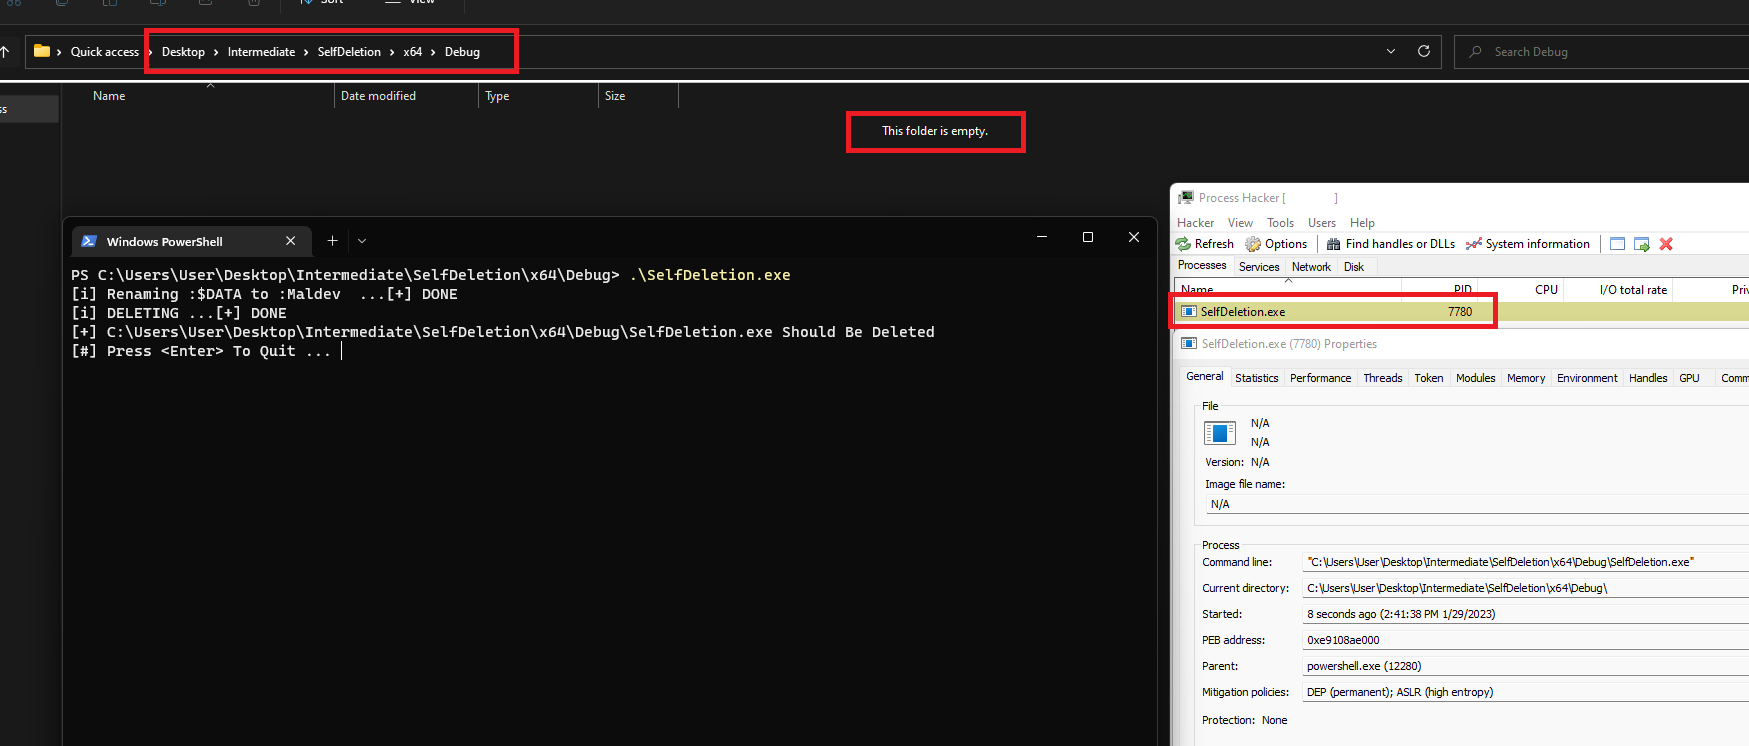 Sort
View
Quick access > Desktop > Intermediate > SelfDeletion > x64 > Debug
Search Debug
Name
Date modified
Type
Size
This folder is empty.
Windows PowerShell
PS C:\Users\User\Desktop\Intermediate\SelfDeletion\x64\Debug> .\SelfDeletion.exe
[i] Renaming :$DATA to :Maldev  ...[+] DONE
[i] DELETING ...[+] DONE
[+] C:\Users\User\Desktop\Intermediate\SelfDeletion\x64\Debug\SelfDeletion.exe Should Be Deleted
[#] Press <Enter> To Quit ...
Process Hacker [ ]
Hacker View Tools Users Help
Refresh Options Find handles or DLLs System information
Processes Services Network Disk
Name PID CPU I/O total rate
SelfDeletion.exe 7780
SelfDeletion.exe (7780) Properties
General Statistics Performance Threads Token Modules Memory Environment Handles GPU Comm
File
N/A
N/A
Version: N/A
Image file name:
N/A
Process
Command line: "C:\Users\User\Desktop\Intermediate\SelfDeletion\x64\Debug\SelfDeletion.exe"
Current directory: C:\Users\User\Desktop\Intermediate\SelfDeletion\x64\Debug\
Started: 8 seconds ago (2:41:38 PM 1/29/2023)
PEB address: 0xe9108ae000
Parent: powershell.exe (12280)
Mitigation policies: DEP (permanent); ASLR (high entropy)
Protection: None